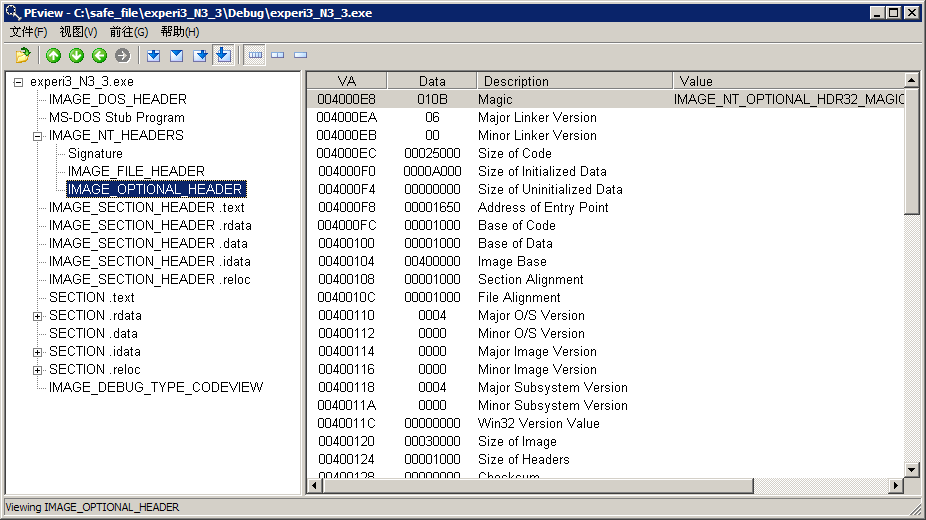 PEview - C:\safe_file\experi3_N3_3\Debug\experi3_N3_3.exe
文件(F) 视图(V) 前往(G) 帮助(H)
experi3_N3_3.exe
IMAGE_DOS_HEADER
MS-DOS Stub Program
IMAGE_NT_HEADERS
Signature
IMAGE_FILE_HEADER
IMAGE_OPTIONAL_HEADER
IMAGE_SECTION_HEADER .text
IMAGE_SECTION_HEADER .rdata
IMAGE_SECTION_HEADER .data
IMAGE_SECTION_HEADER .idata
IMAGE_SECTION_HEADER .reloc
SECTION .text
SECTION .rdata
SECTION .data
SECTION .idata
SECTION .reloc
IMAGE_DEBUG_TYPE_CODEVIEW
VA Data Description Value
004000E8 010B Magic IMAGE_NT_OPTIONAL_HDR32_MAGIC
004000EA 06 Major Linker Version
004000EB 00 Minor Linker Version
004000EC 00025000 Size of Code
004000F0 0000A000 Size of Initialized Data
004000F4 00000000 Size of Uninitialized Data
004000F8 00001650 Address of Entry Point
004000FC 00001000 Base of Code
00400100 00001000 Base of Data
00400104 00400000 Image Base
00400108 00001000 Section Alignment
0040010C 00001000 File Alignment
00400110 0004 Major O/S Version
00400112 0000 Minor O/S Version
00400114 0000 Major Image Version
00400116 0000 Minor Image Version
00400118 0004 Major Subsystem Version
0040011A 0000 Minor Subsystem Version
0040011C 00000000 Win32 Version Value
00400120 00030000 Size of Image
00400124 00001000 Size of Headers
00400128 00000000 Checksum
Viewing IMAGE_OPTIONAL_HEADER